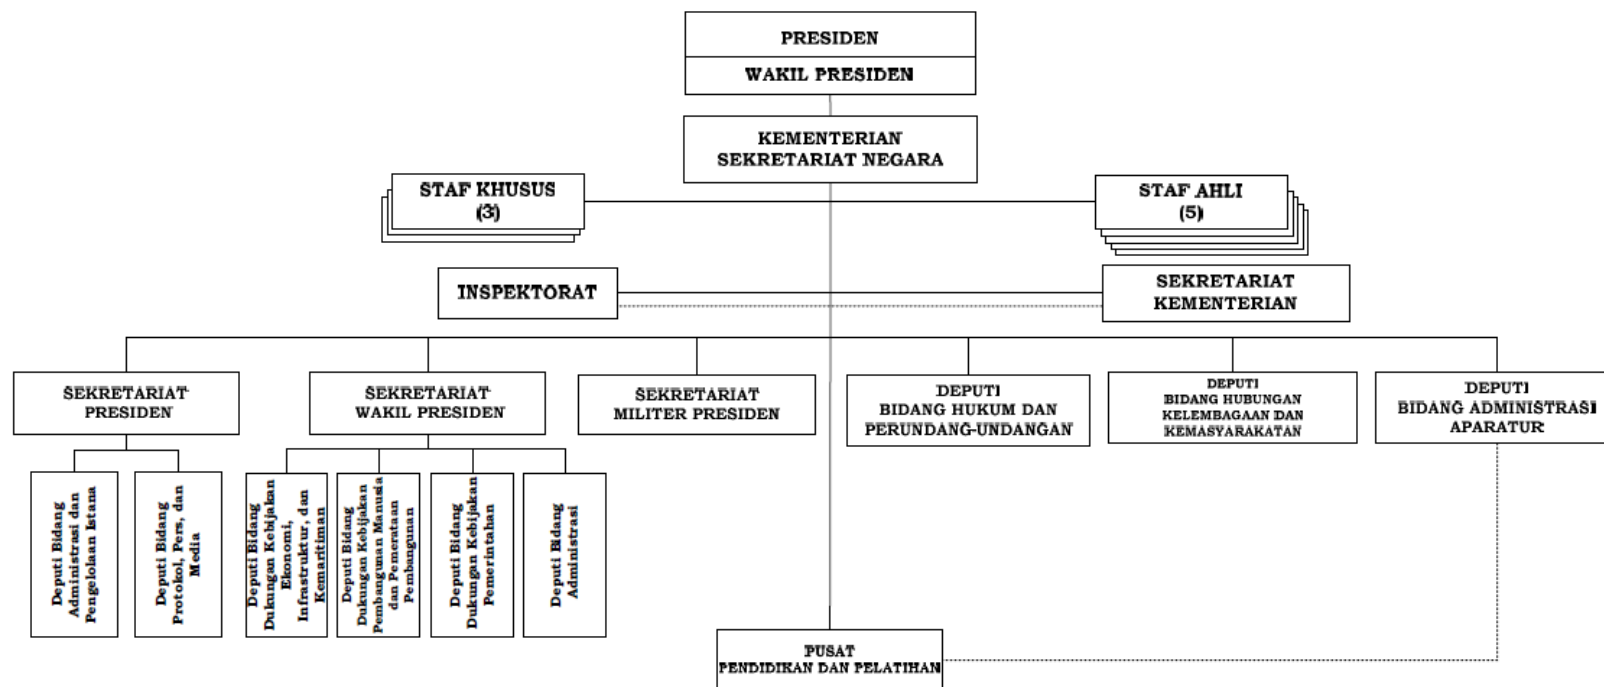 PRESIDEN
WAKIL PRESIDEN
KEMENTERIAN
SEKRETARIAT NEGARA
STAF KHUSUS
(3)
STAF AHLI
(5)
INSPEKTORAT
SEKRETARIAT
KEMENTERIAN
SEKRETARIAT
PRESIDEN
SEKRETARIAT
WAKIL PRESIDEN
SEKRETARIAT
MILITER PRESIDEN
DEPUTI
BIDANG HUKUM DAN
PERUNDANG-UNDANGAN
DEPUTI
BIDANG HUBUNGAN
KELEMBAGAAN DAN
KEMASYARAKATAN
DEPUTI
BIDANG ADMINISTRASI
APARATUR
Deputi Bidang
Administrasi dan
Pengelolaan Istana
Deputi Bidang
Protokol, Pers, dan
Media
Deputi Bidang
Dukungan Kebijakan
Ekonomi,
Infrastruktur, dan
Kemaritiman
Deputi Bidang
Dukungan Kebijakan
Pembangunan Manusia
dan Pemerataan
Pembangunan
Deputi Bidang
Dukungan Kebijakan
Pemerintahan
Deputi Bidang
Administrasi
PUSAT
PENDIDIKAN DAN PELATIHAN